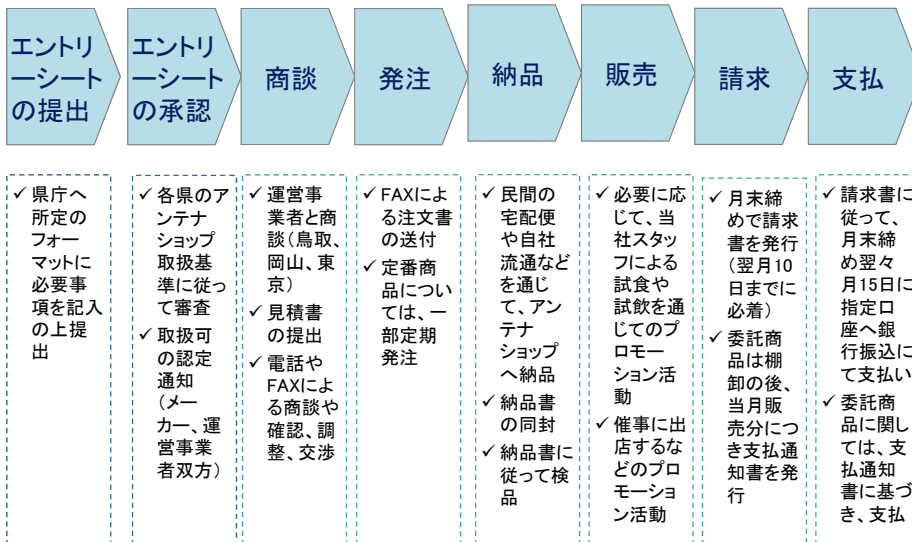 エントリ
ーシート
の提出
エントリ
ーシート
の承認
商談
発注
納品
販売
請求
支払
✓ 県庁へ
所定の
フォー
マットに
必要事
項を記入
の上提
出
✓ 各県のア
ンテナ
ショップ
取扱基
準に従っ
て審査
✓ 取扱可
の認定
通知
（メー
カー、運
営事業
者双方）
✓ 運営事
業者と商
談（鳥取、
岡山、東
京）
✓ 見積書
の提出
✓ 電話や
FAXによ
る商談や
確認、調
整、交渉
✓ FAXによ
る注文書
の送付
✓ 定番商
品につい
ては、一
部定期
発注
✓ 民間の
宅配便
や自社
流通など
を通じ
て、アン
テナ
ショップ
へ納品
✓ 納品書
の同封
✓ 納品書に
従って検
品
✓ 必要に応
じて、当
社スタッ
フによる
試食や
試飲を通
じてのプ
ロモー
ション活
動
✓ 催事に出
店するな
どのプロ
モーショ
ン活動
✓ 月末締
めで請求
書を発行
（翌月10
日までに
必着）
✓ 委託商
品は棚
卸の後、
当月販
売分につ
き支払通
知書を発
行
✓ 請求書に
従って、
月末締
め翌々
月15日に
指定口
座へ銀
行振込に
て支払い
✓ 委託商
品に関し
ては、支
払通知
書に基づ
き、支払